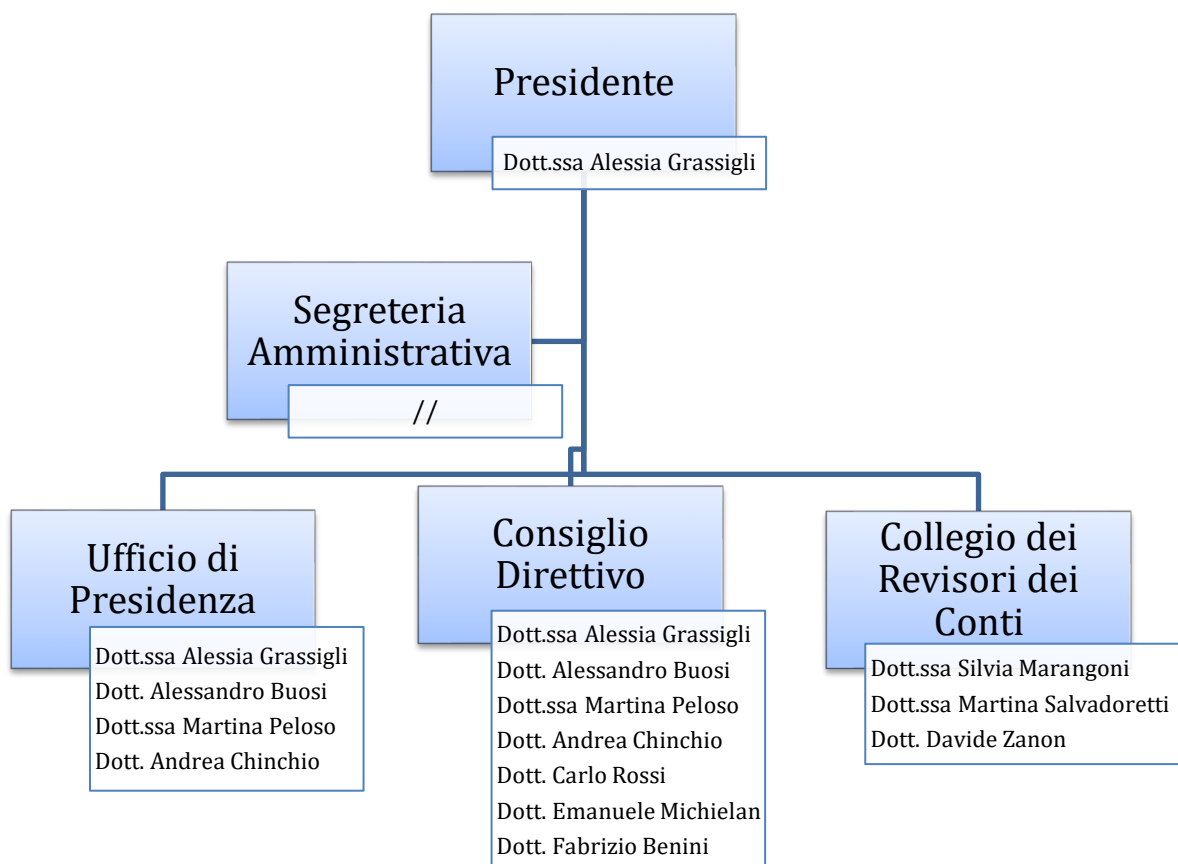 Presidente
Dott.ssa Alessia Grassigli
Segreteria
Amministrativa
//
Ufficio di
Presidenza
Dott.ssa Alessia Grassigli
Dott. Alessandro Buosi
Dott.ssa Martina Peloso
Dott. Andrea Chinchio
Consiglio
Direttivo
Dott.ssa Alessia Grassigli
Dott. Alessandro Buosi
Dott.ssa Martina Peloso
Dott. Andrea Chinchio
Dott. Carlo Rossi
Dott. Emanuele Michielan
Dott. Fabrizio Benini
Collegio dei
Revisori dei
Conti
Dott.ssa Silvia Marangoni
Dott.ssa Martina Salvadoretti
Dott. Davide Zanon